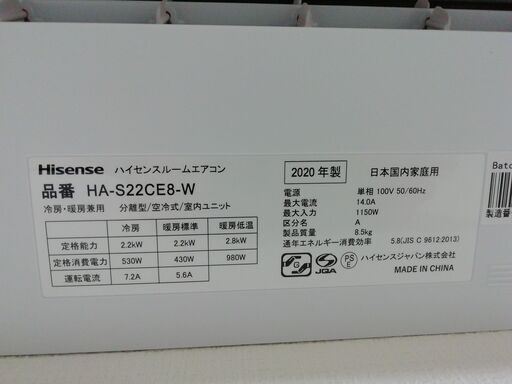 Hisense ハイセンスルームエアコン
品番 HA-S22CE8-W
冷房・暖房兼用 分離型/空冷式/室内ユニット
冷房 暖房標準 暖房低温
定格能力 2.2kW 2.2kW 2.8kW
定格消費電力 530W 430W 980W
運転電流 7.2A 5.6A
2020 年製 日本国内家庭用
電源 単相 100V 50/60Hz
最大電流 14.0A
最大入力 1150W
区分名 A
製品質量 8.5kg
通年エネルギー消費効率 5.8(JIS C 9612:2013)
JQA
PS
E
ハイセンスジャパン株式会社
MADE IN CHINA
Batc
製造番